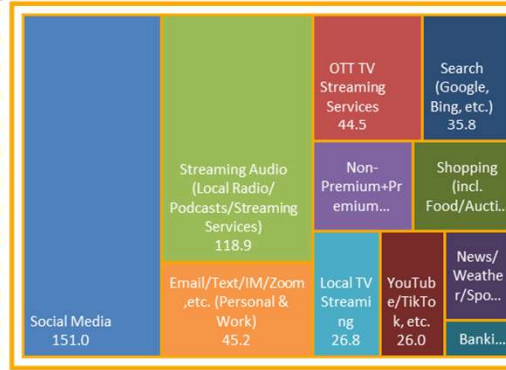 Social Media
151.0
Streaming Audio
(Local Radio/
Podcasts/Streaming
Services)
118.9
Email/Text/IM/Zoom
,etc. (Personal &
Work)
45.2
OTT TV
Streaming
Services
44.5
Search
(Google,
Bing, etc.)
35.8
Non-
Premium+Pr
emium...
Shopping
(incl.
Food/Aucti..
Local TV
Streami
ng
26.8
YouTub
e/TikTo
k, etc.
26.0
News/
Weathe
r/Spo...
Banki...